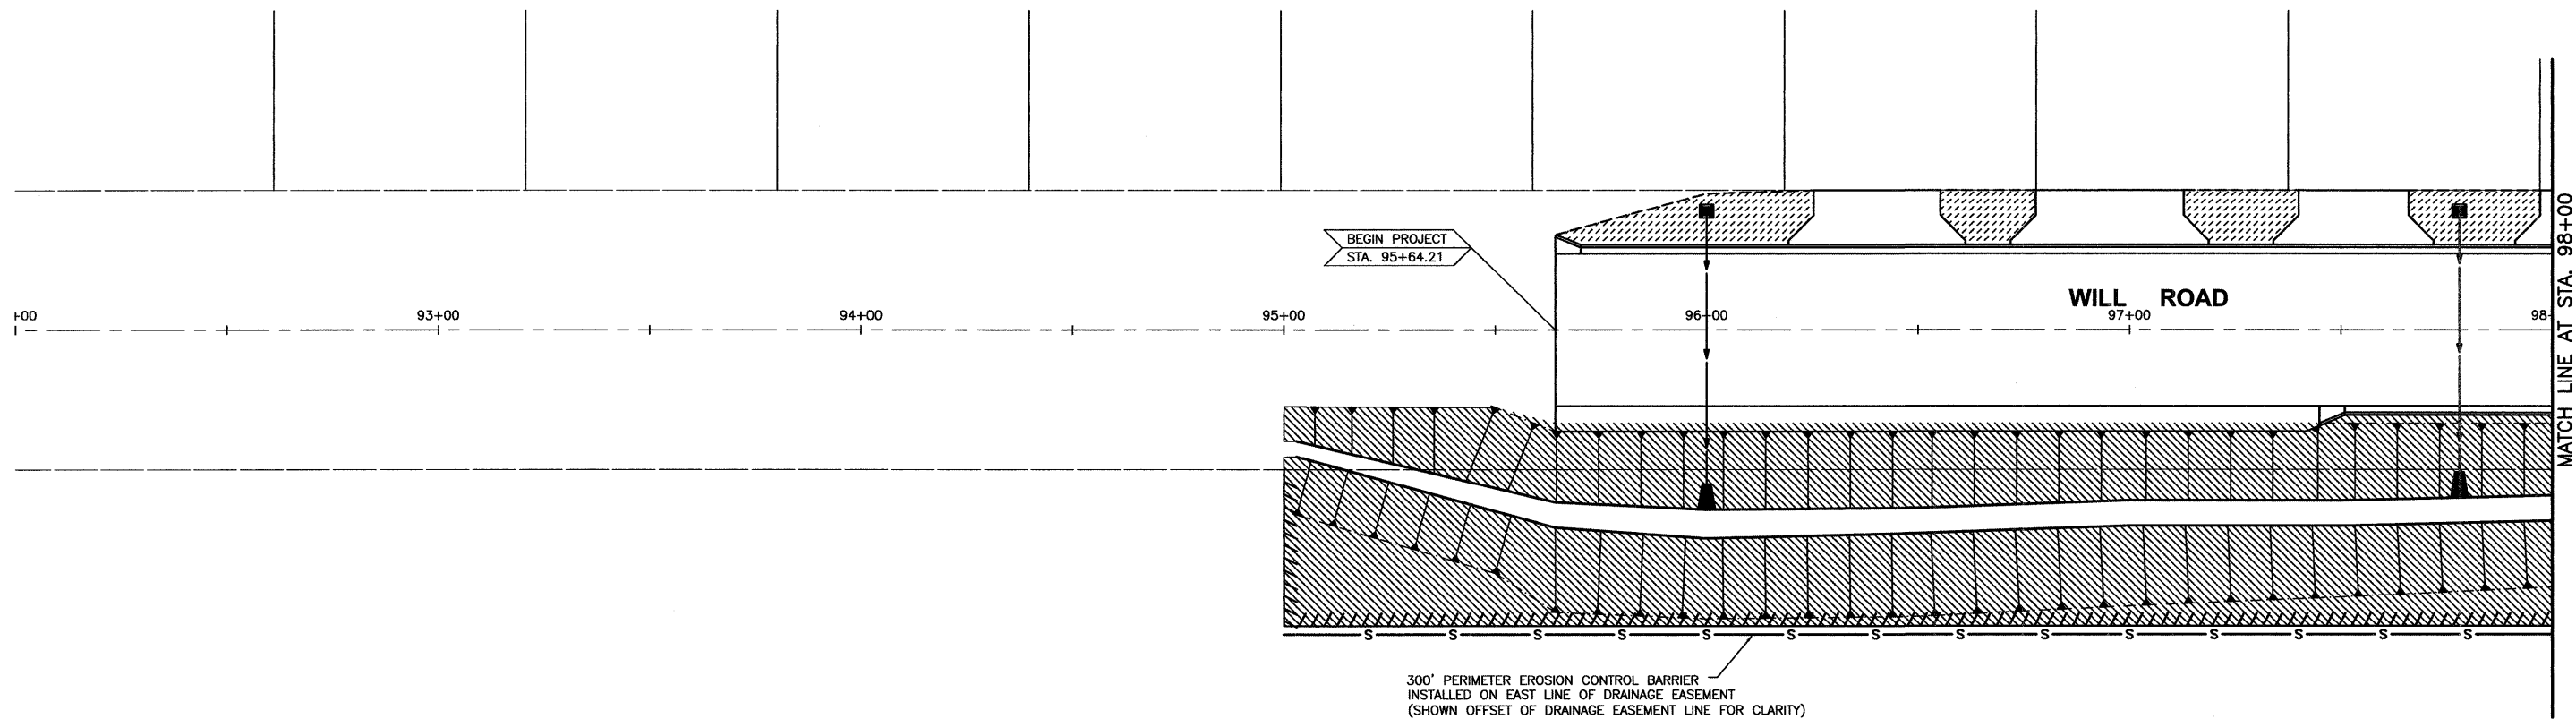 BEGIN PROJECT
STA. 95+64.21
WILL ROAD
+00
93+00
94+00
95+00
96+00
97+00
98
MATCH LINE AT STA. 98+00
S S S S S S S S S S S S S S
300' PERIMETER EROSION CONTROL BARRIER
INSTALLED ON EAST LINE OF DRAINAGE EASEMENT
(SHOWN OFFSET OF DRAINAGE EASEMENT LINE FOR CLARITY)